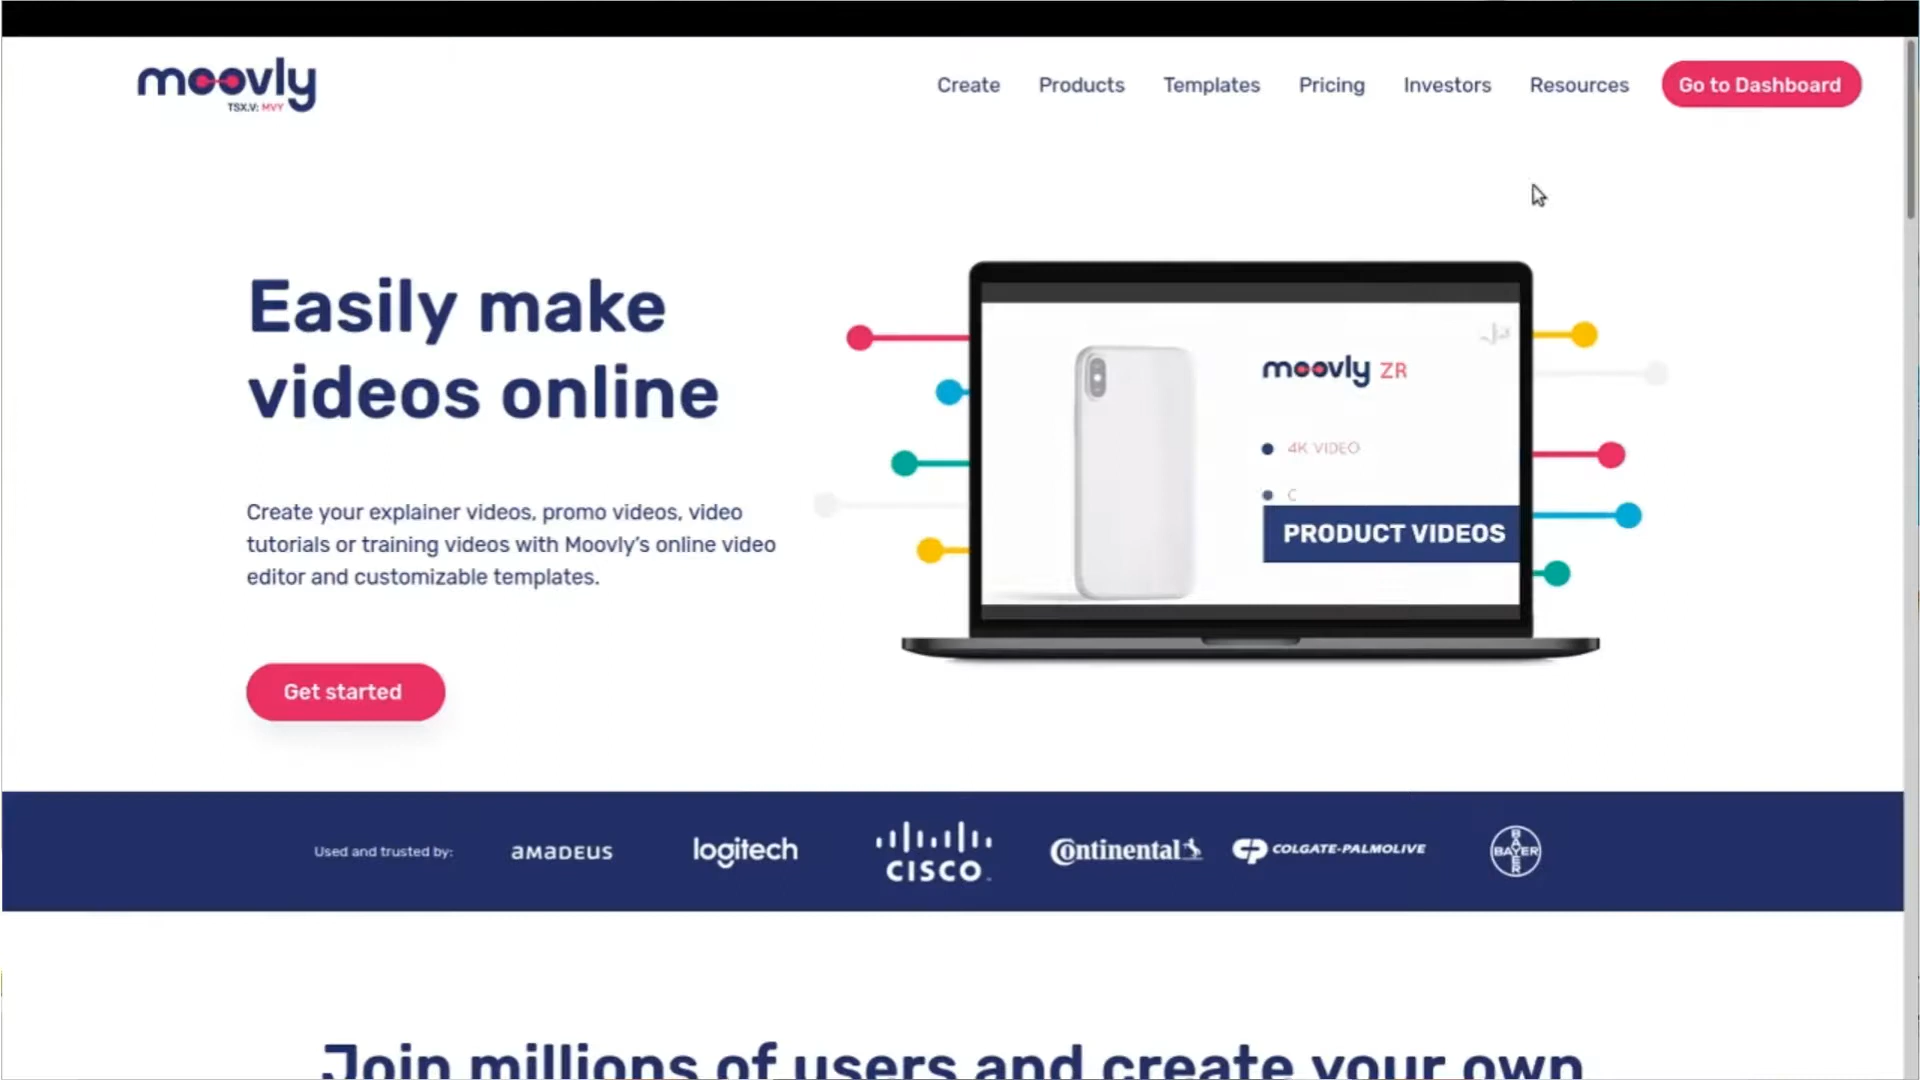 moovly
TSX.V: MVY
Create
Products
Templates
Pricing
Investors
Resources
Go to Dashboard
Easily make
videos online
Create your explainer videos, promo videos, video
tutorials or training videos with Moovly's online video
editor and customizable templates.
Get started
moovly ZR
4K VIDEO
C
PRODUCT VIDEOS
Used and trusted by:
amadeus
logitech
CISCO
Continental
CP COLGATE-PALMOLIVE
BAYER
BAYER
Join millions of users and create your own